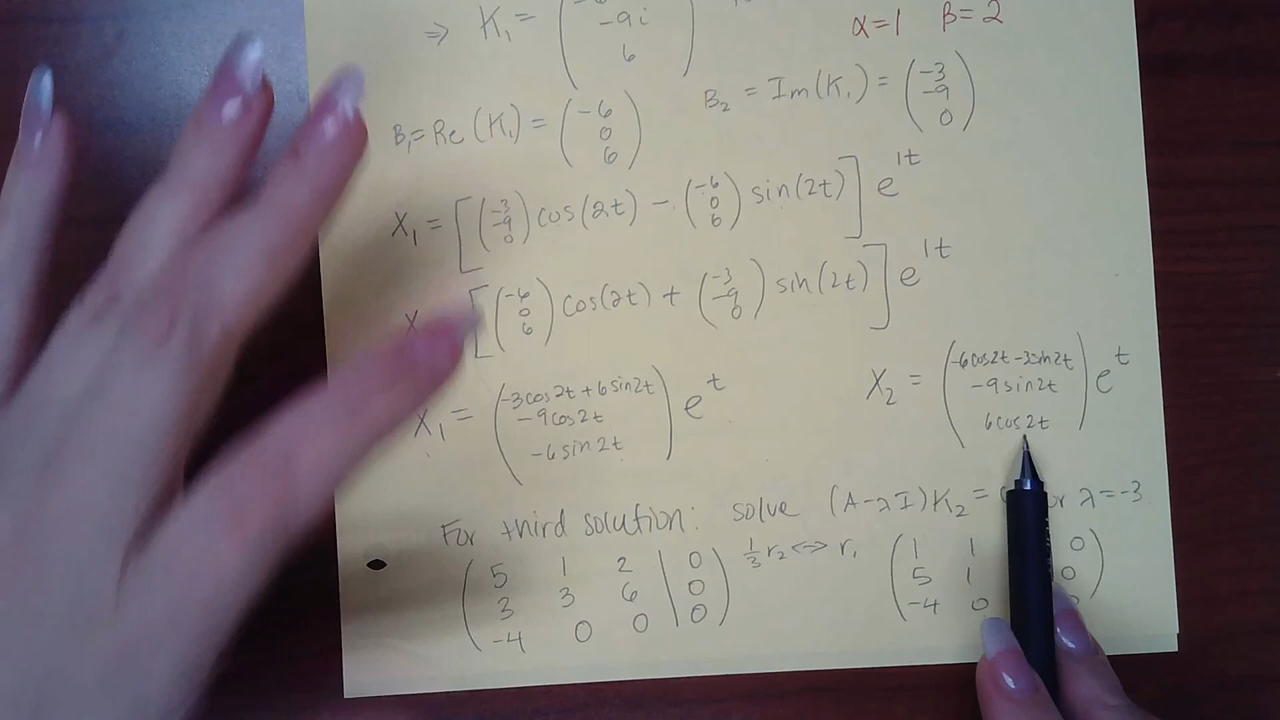 α=1 β=2
⇒ K₁ = ( -9i 6 )
B₁=Re(K₁) = ( -6 0 6 ) B₂ = Im(K₁) = ( -3 -9 0 )
X₁ = [ ( -3 -9 0 ) cos(2t) - ( -6 0 6 ) sin(2t) ] e^1t
X [ ( -6 0 6 ) cos(2t) + ( -3 -9 0 ) sin(2t) ] e^1t
X₁ = ( -3cos2t + 6sin2t -9cos2t -6sin2t ) e^t X₂ = ( -6cos2t -3sin2t -9sin2t 6cos2t ) e^t
For third solution: solve (A-λI)K₂= λ=-3
( 5 1 2 | 0 ) ⅓r₂⇔r₁ ( 1 1 0 )
3 3 6 | 0 5 1 0
-4 0 0 | 0 -4 0